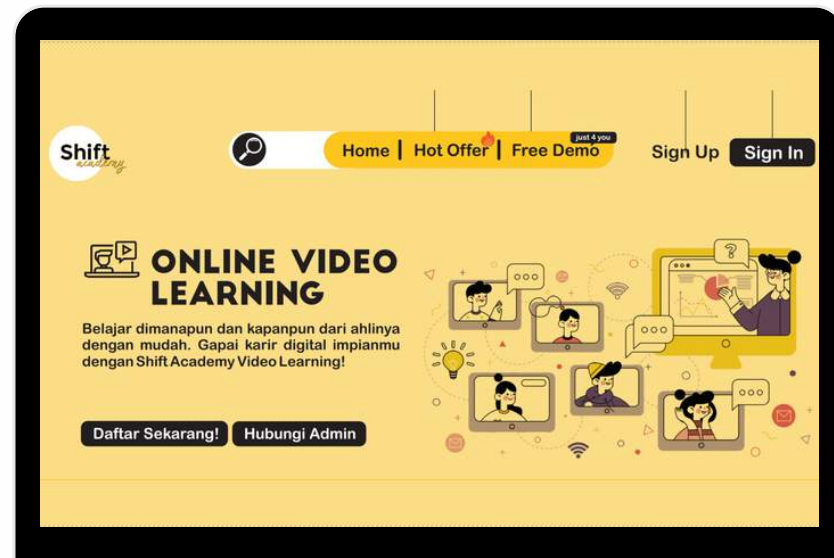 Shift
academy
Home | Hot Offer | Free Demo
just 4 you
Sign Up
Sign In
ONLINE VIDEO
LEARNING
Belajar dimanapun dan kapanpun dari ahlinya
dengan mudah. Gapai karir digital impianmu
dengan Shift Academy Video Learning!
Daftar Sekarang!
Hubungi Admin
?